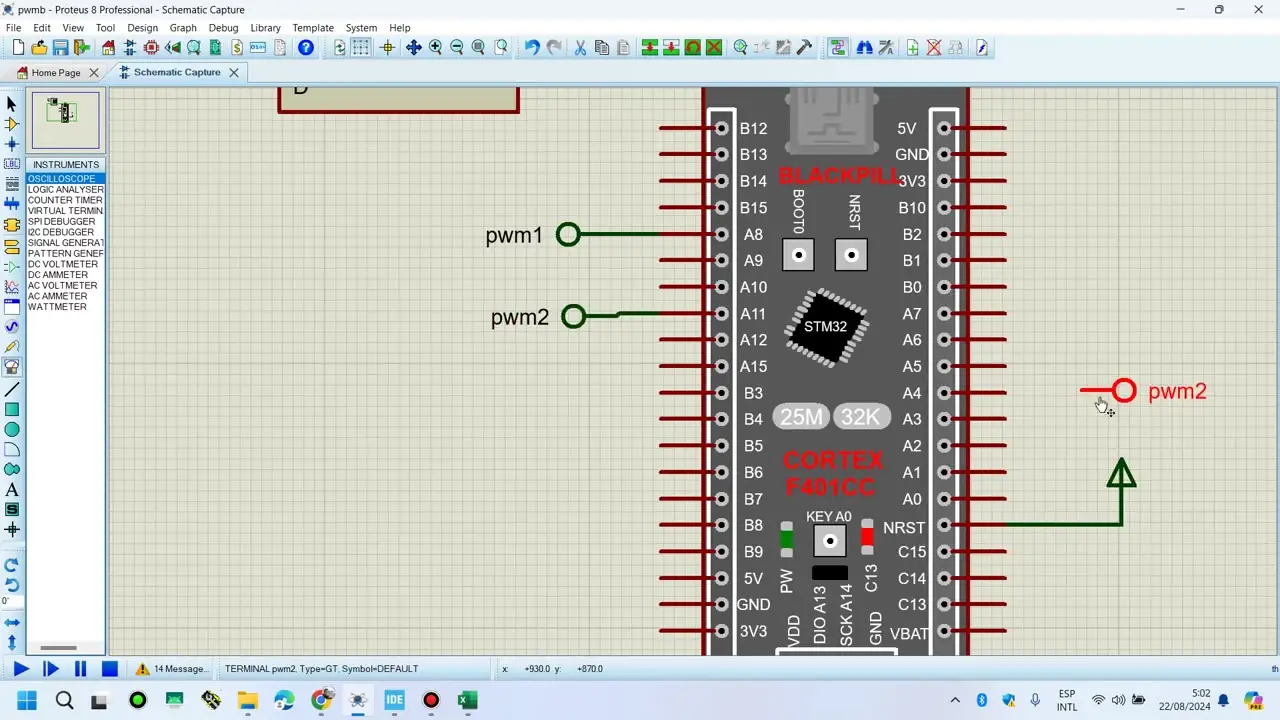 pwmb - Proteus 8 Professional - Schematic Capture
File Edit View Tool Design Graph Debug Library Template System Help
Home Page
Schematic Capture
INSTRUMENTS
OSCILLOSCOPE
LOGIC ANALYSER
COUNTER TIMER
VIRTUAL TERMIN
SPI DEBUGGER
I2C DEBUGGER
SIGNAL GENERAT
PATTERN GENEF
DC VOLTMETER
DC AMMETER
AC VOLTMETER
AC AMMETER
WATTMETER
LBL
A
S
0°
D
pwm1
pwm2
B12
B13
B14
B15
A8
A9
A10
A11
A12
A15
B3
B4
B5
B6
B7
B8
B9
5V
GND
3V3
BLACKPILL
BOOT0
NRST
STM32
25M 32K
CORTEX
F401CC
KEY A0
PW
C13
VDD
DIO A13
SCK A14
GND
5V
GND
3V3
B10
B2
B1
B0
A7
A6
A5
A4
A3
A2
A1
A0
NRST
C15
C14
C13
VBAT
pwm2
14 Message...
TERMINAL pwm2, Type=GT, Symbol=DEFAULT
x: +930.0 y: +870.0
th
IDE
ESP
INTL
5:02
22/08/2024